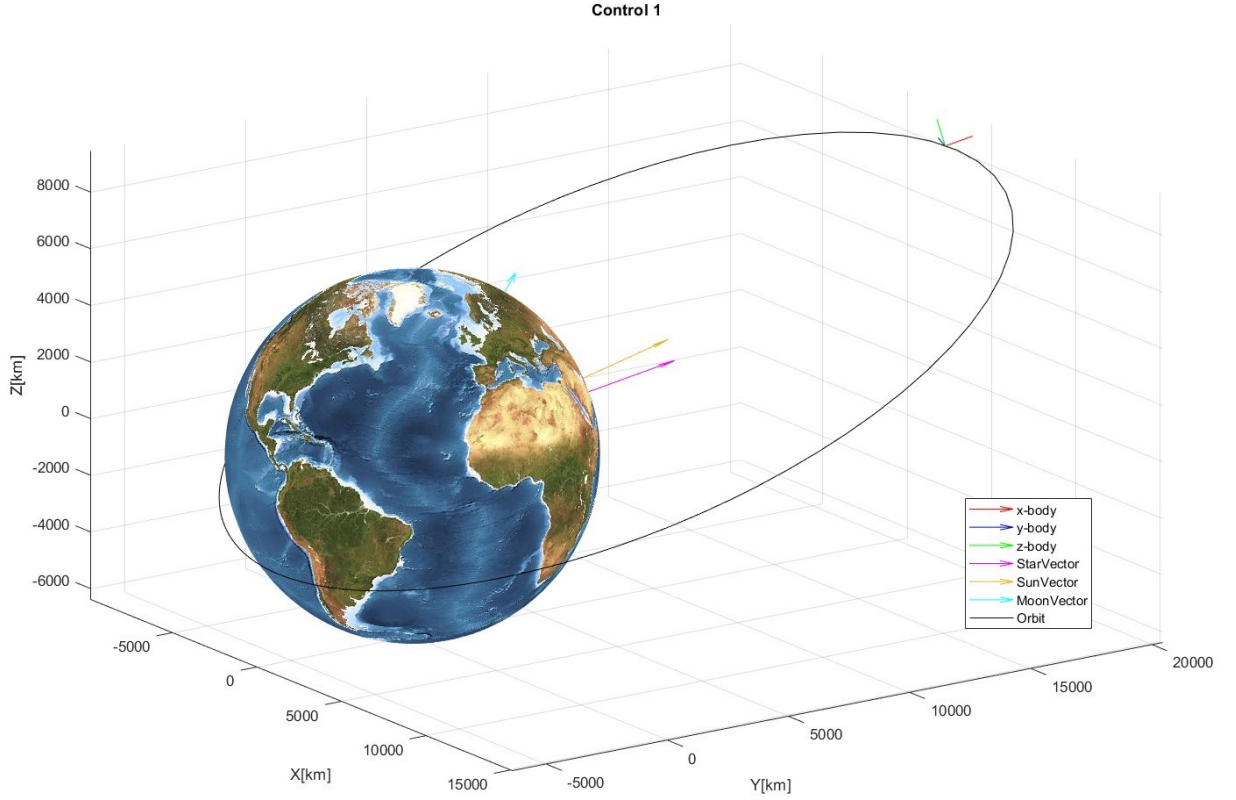 Control 1
8000
6000
4000
2000
0
-2000
-4000
-6000
Z[km]
-5000
0
5000
10000
15000
X[km]
-5000
0
5000
10000
15000
20000
Y[km]
x-body
y-body
z-body
StarVector
SunVector
MoonVector
Orbit